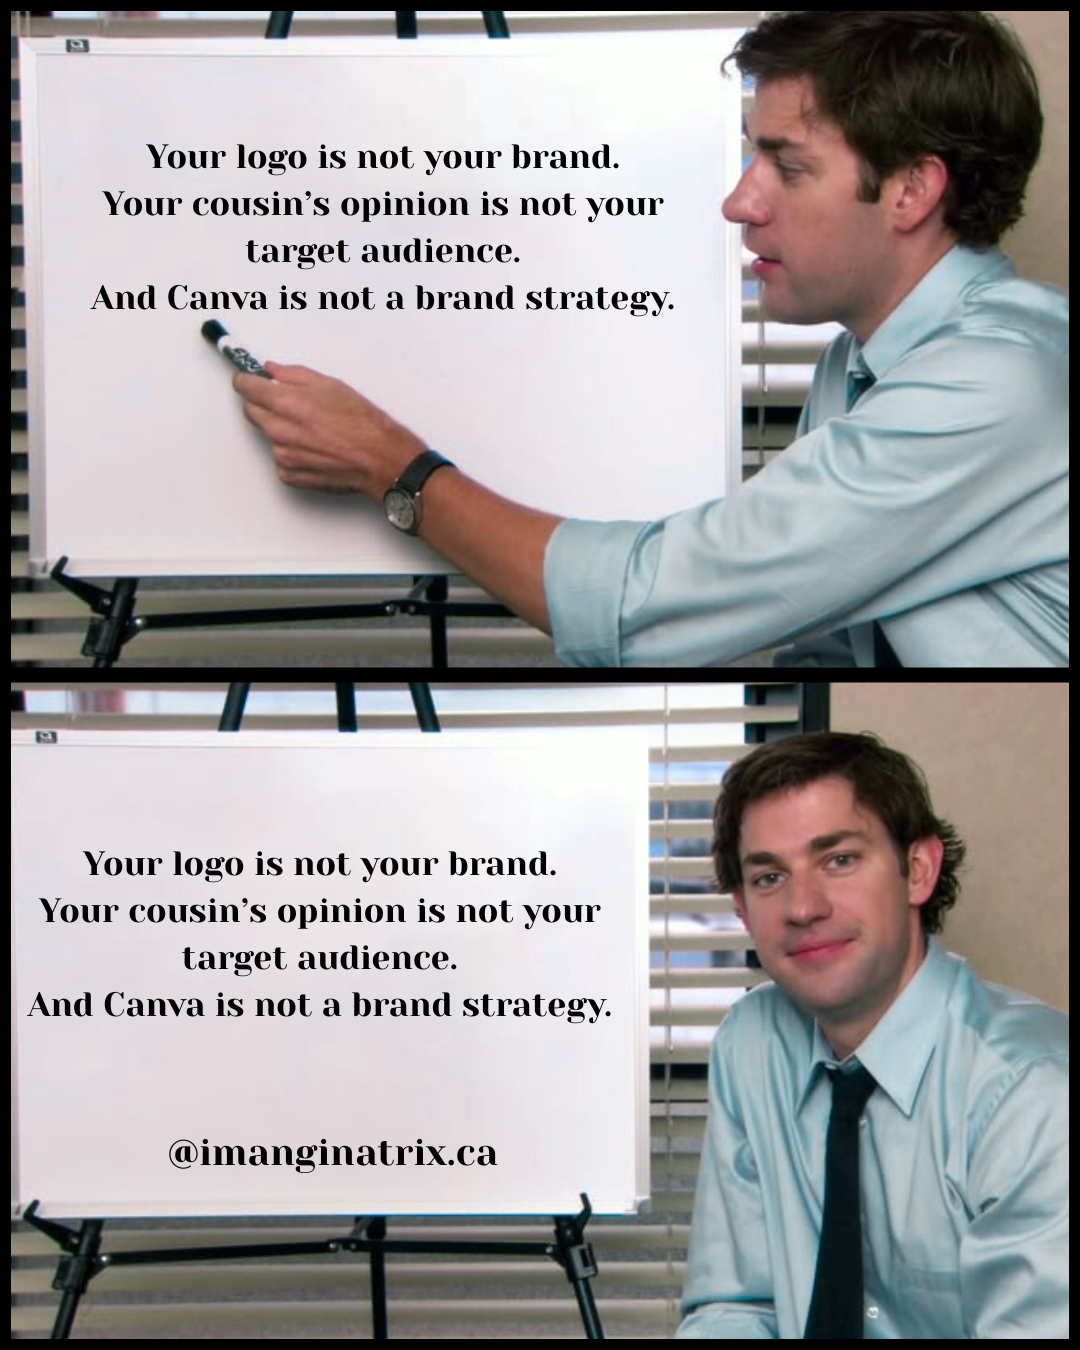 Your logo is not your brand.
Your cousin’s opinion is not your
target audience.
And Canva is not a brand strategy.
Your logo is not your brand.
Your cousin’s opinion is not your
target audience.
And Canva is not a brand strategy.
@imanginatrix.ca